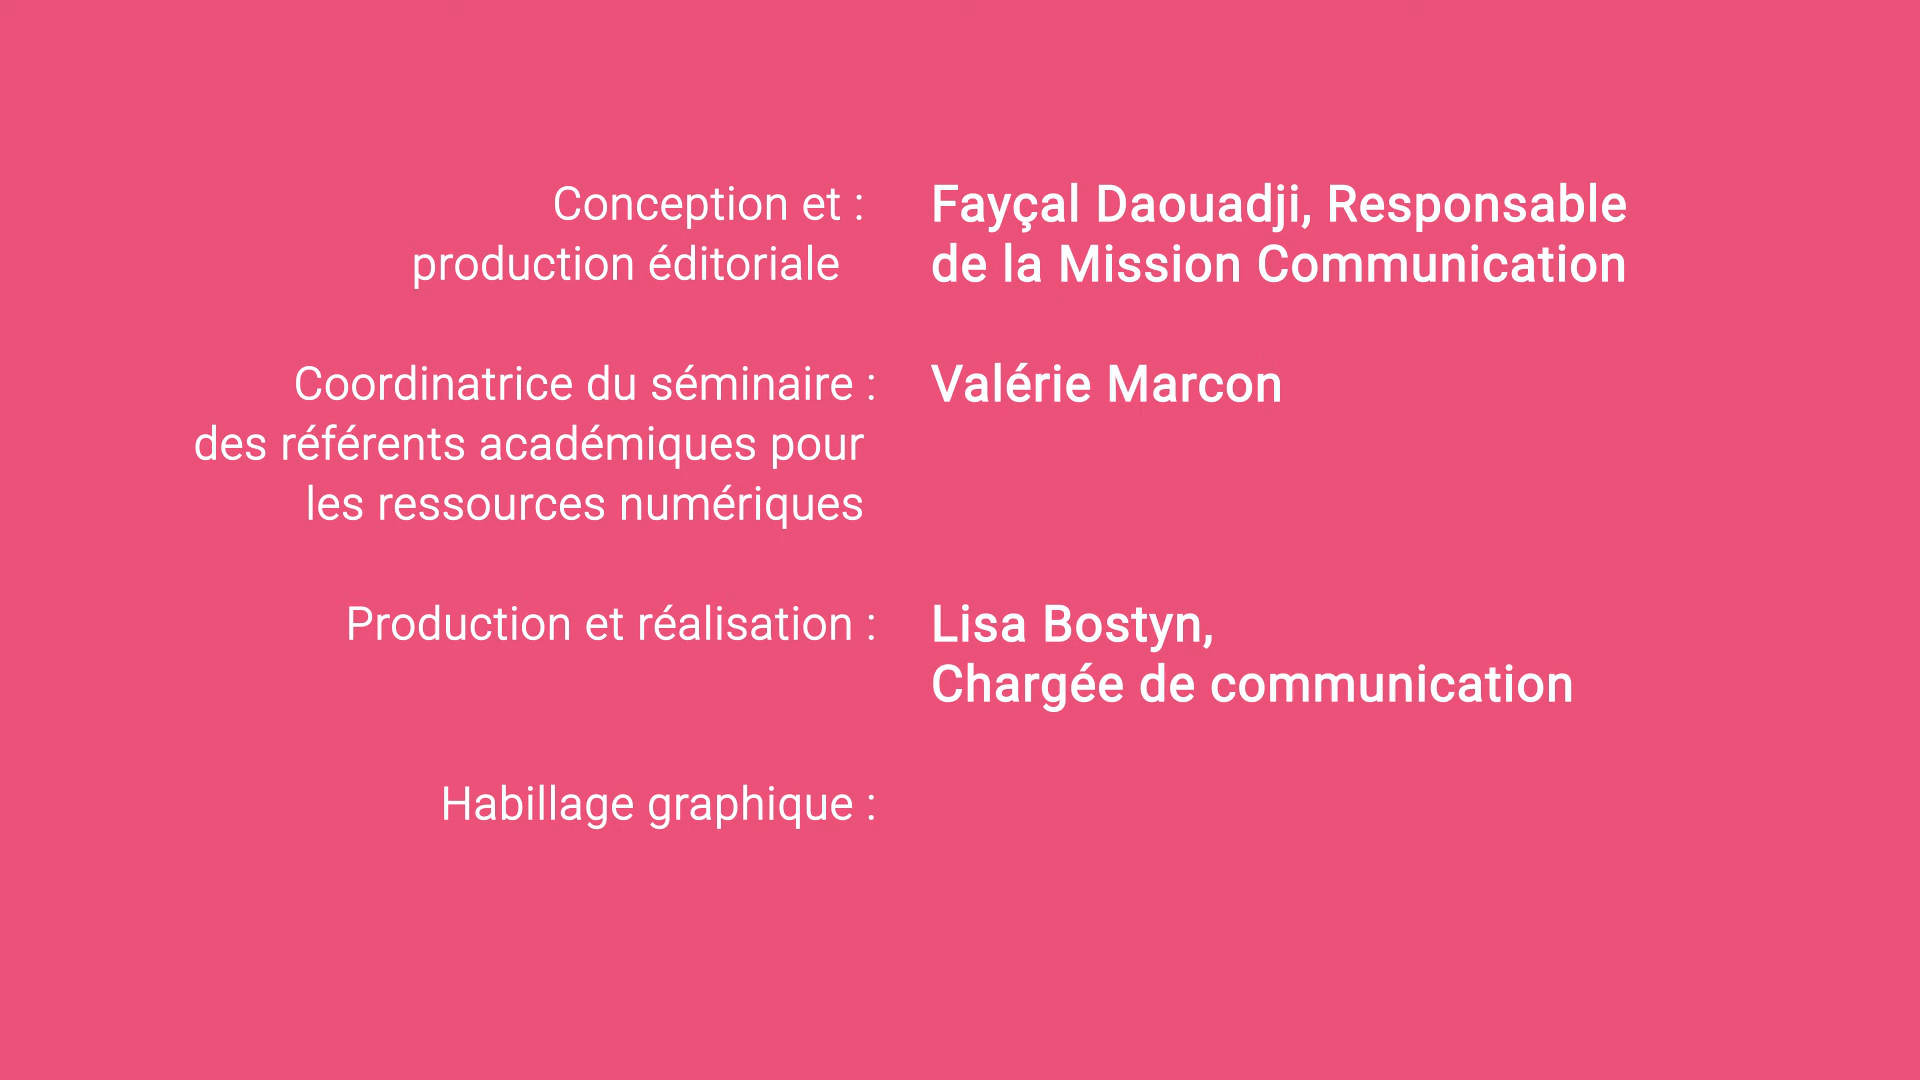 Conception et :
production éditoriale
Fayçal Daouadji, Responsable
de la Mission Communication
Coordinatrice du séminaire :
des référents académiques pour
les ressources numériques
Valérie Marcon
Production et réalisation :
Lisa Bostyn,
Chargée de communication
Habillage graphique :